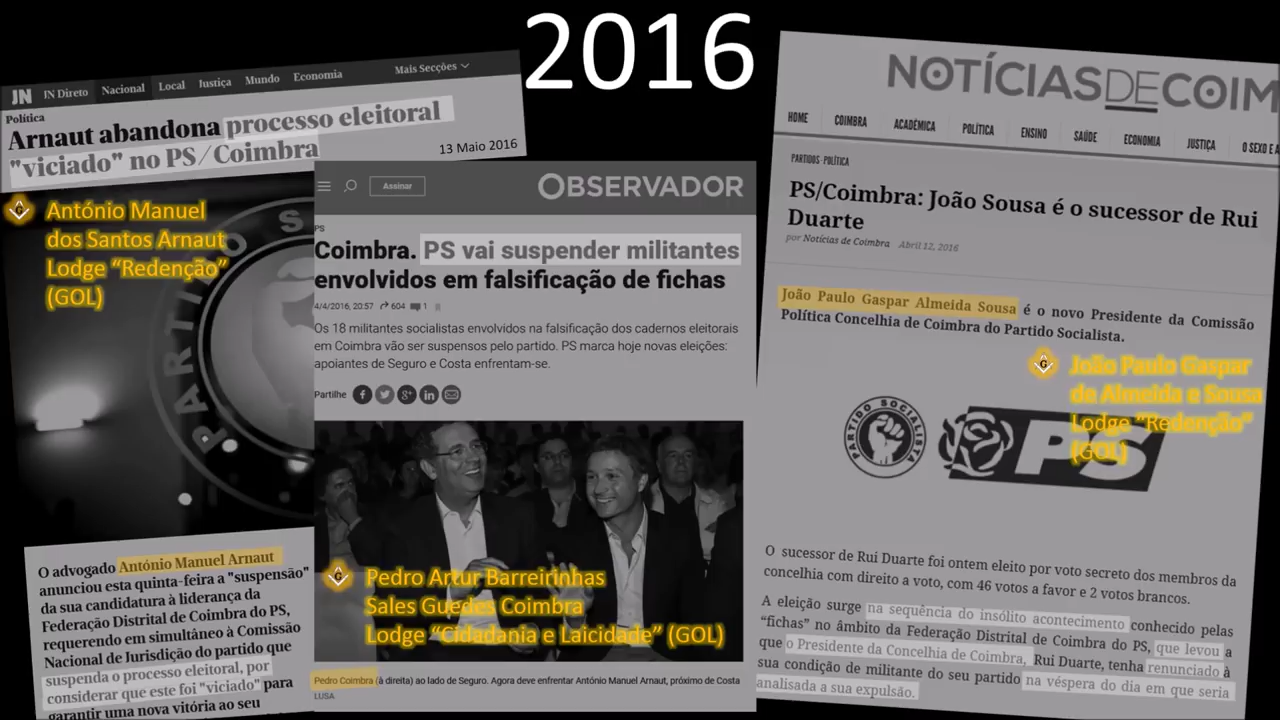 2016
JN
JN Direto Nacional Local Justiça Mundo Economia Mais Secções
Política
Arnaut abandona processo eleitoral
"viciado" no PS/Coimbra
13 Maio 2016
António Manuel
dos Santos Arnaut
Lodge “Redenção”
(GOL)
PARTIDO S
O advogado António Manuel Arnaut
anunciou esta quinta-feira a "suspensão"
da sua candidatura à liderança da
Federação Distrital de Coimbra do PS,
requerendo em simultâneo à Comissão
Nacional de Jurisdição do partido que
suspenda o processo eleitoral, por
considerar que este foi "viciado" para
garantir uma nova vitória ao seu
Assinar
OBSERVADOR
PS
Coimbra. PS vai suspender militantes
envolvidos em falsificação de fichas
4/4/2016, 20:57 604 1
Os 18 militantes socialistas envolvidos na falsificação dos cadernos eleitorais
em Coimbra vão ser suspensos pelo partido. PS marca hoje novas eleições:
apoiantes de Seguro e Costa enfrentam-se.
Partilhe
Pedro Artur Barreirinhas
Sales Guedes Coimbra
Lodge “Cidadania e Laicidade” (GOL)
Pedro Coimbra (à direita) ao lado de Seguro. Agora deve enfrentar António Manuel Arnaut, próximo de Costa
LUSA
NOTÍCIASDECOIM
HOME COIMBRA ACADÉMICA POLÍTICA ENSINO SAÚDE ECONOMIA JUSTIÇA O SEXO E A
PARTIDOS · POLÍTICA
PS/Coimbra: João Sousa é o sucessor de Rui
Duarte
por Notícias de Coimbra Abril 12, 2016
João Paulo Gaspar Almeida Sousa é o novo Presidente da Comissão
Política Concelhia de Coimbra do Partido Socialista.
João Paulo Gaspar
de Almeida e Sousa
Lodge “Redenção”
(GOL)
PARTIDO SOCIALISTA
PS
O sucessor de Rui Duarte foi ontem eleito por voto secreto dos membros da
concelhia com direito a voto, com 46 votos a favor e 2 votos brancos.
A eleição surge na sequência do insólito acontecimento conhecido pelas
“fichas” no âmbito da Federação Distrital de Coimbra do PS, que levou a
que o Presidente da Concelhia de Coimbra, Rui Duarte, tenha renunciado à
sua condição de militante do seu partido na véspera do dia em que seria
analisada a sua expulsão.